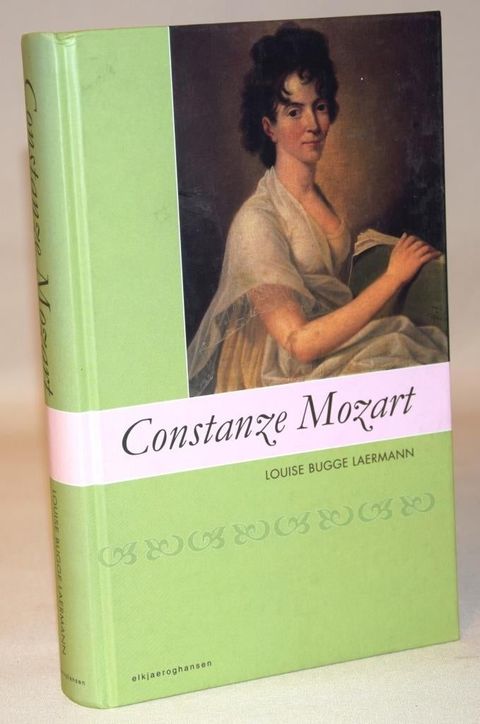 Constanze Mozart
LOUISE BUGGE LAERMANN
elkjaeroghansen
Constanze Mozart
LOUISE BUGGE LAERMANN